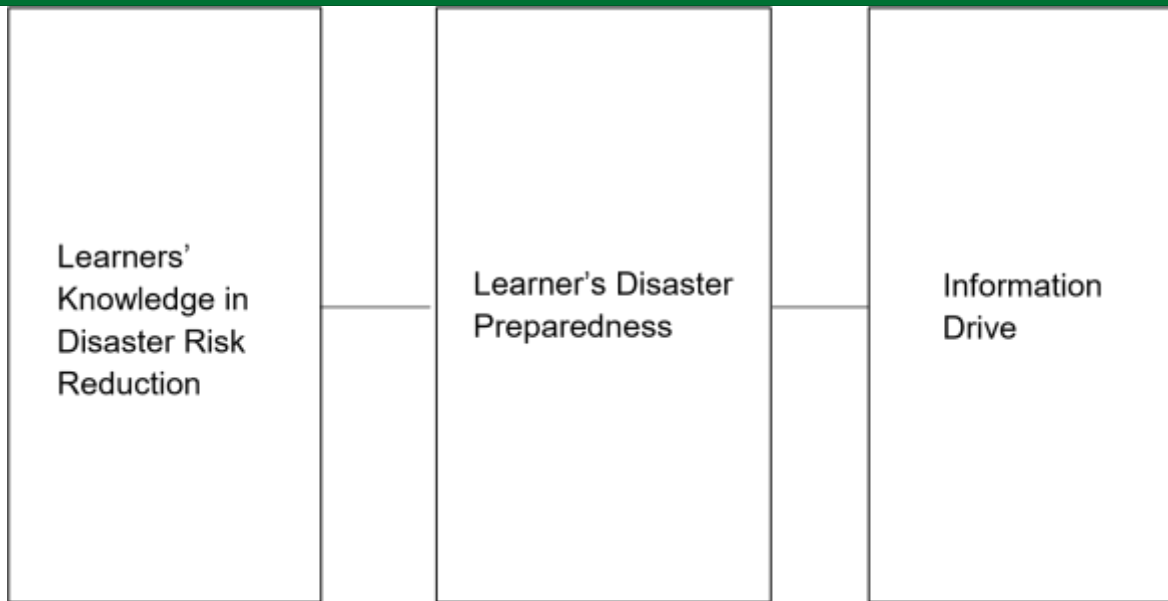 Learners’
Knowledge in
Disaster Risk
Reduction
Learner’s Disaster
Preparedness
Information
Drive